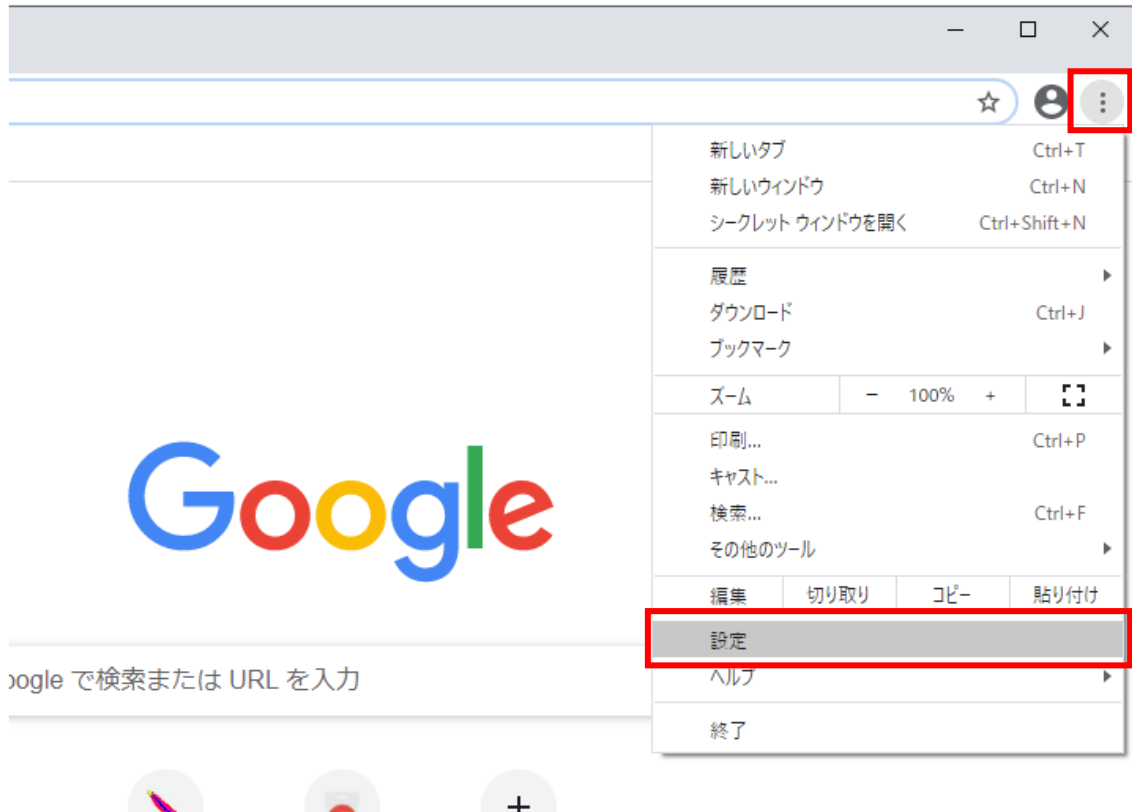 新しいタブ Ctrl+T
新しいウィンドウ Ctrl+N
シークレット ウィンドウを開く Ctrl+Shift+N
履歴
ダウンロード Ctrl+J
ブックマーク
ズーム − 100% +
印刷... Ctrl+P
キャスト...
検索... Ctrl+F
その他のツール
編集 切り取り コピー 貼り付け
設定
ヘルプ
終了
Google
oogle で検索または URL を入力